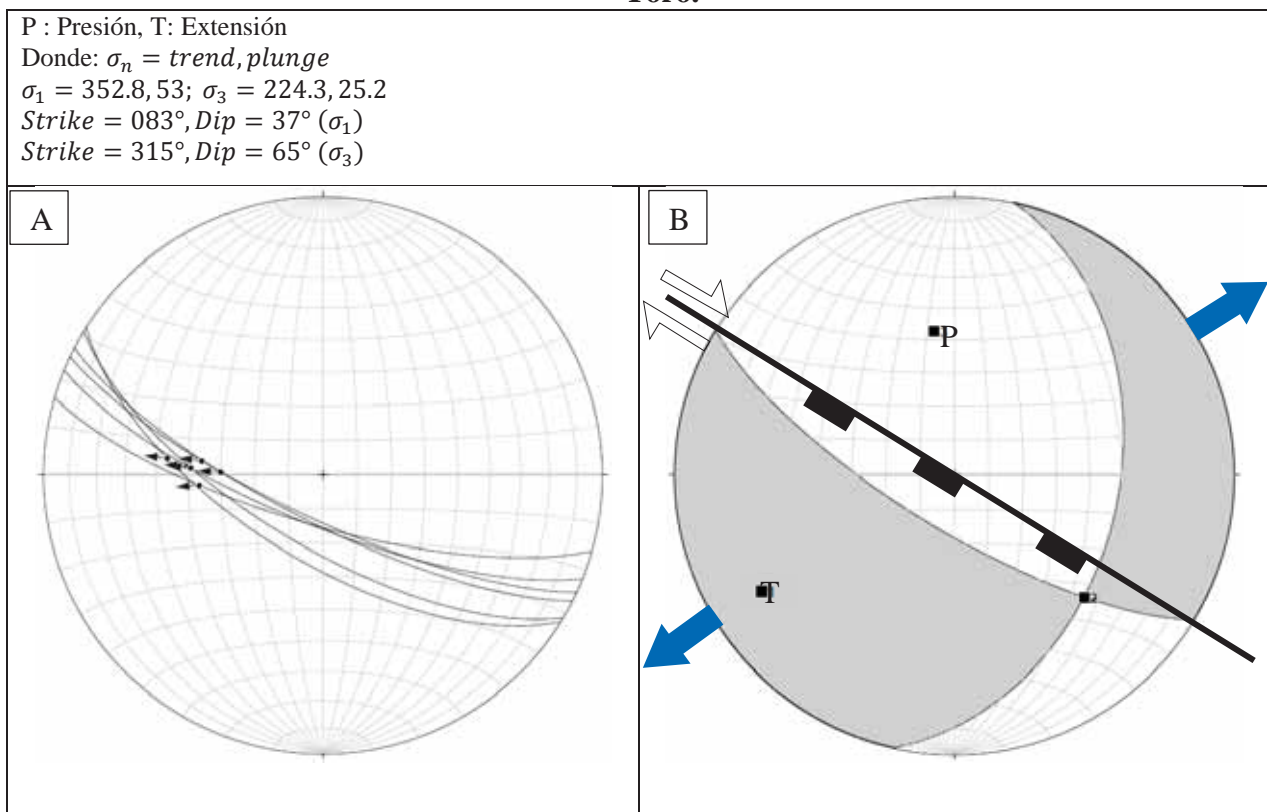 P : Presión, T: Extensión
Donde: σₙ = trend, plunge
σ₁ = 352.8, 53; σ₃ = 224.3, 25.2
Strike = 083°, Dip = 37° (σ₁)
Strike = 315°, Dip = 65° (σ₃)
A
B
P
T